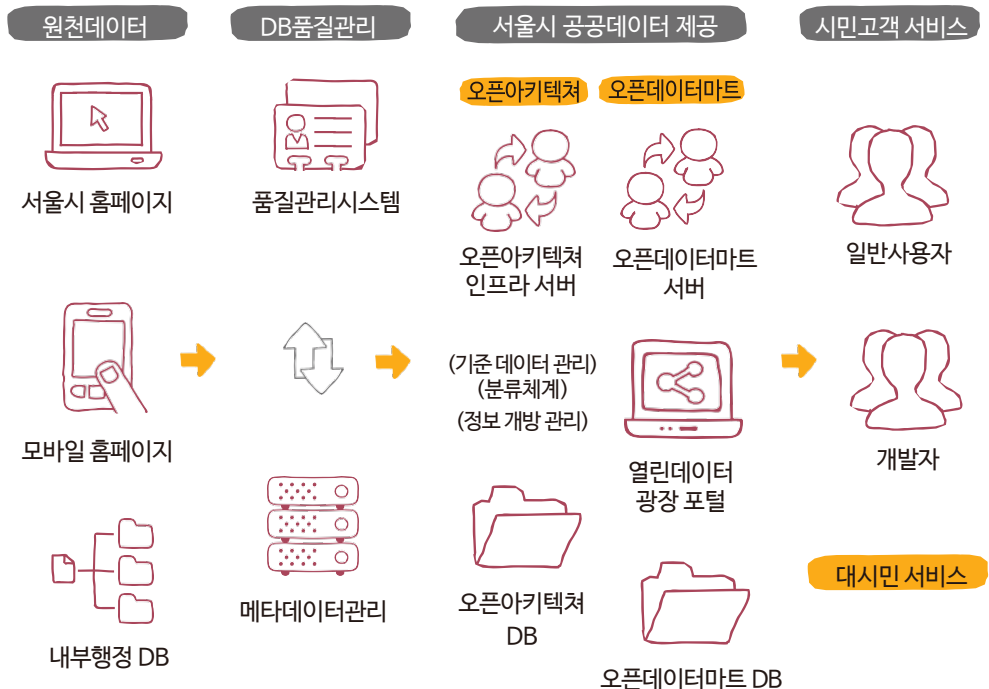 원천데이터
DB품질관리
서울시 공공데이터 제공
시민고객 서비스
서울시 홈페이지
모바일 홈페이지
내부행정 DB
품질관리시스템
메타데이터관리
오픈아키텍쳐
오픈아키텍쳐
인프라 서버
(기준 데이터 관리)
(분류체계)
(정보 개방 관리)
오픈아키텍쳐
DB
오픈데이터마트
오픈데이터마트
서버
열린데이터
광장 포털
오픈데이터마트 DB
일반사용자
개발자
대시민 서비스